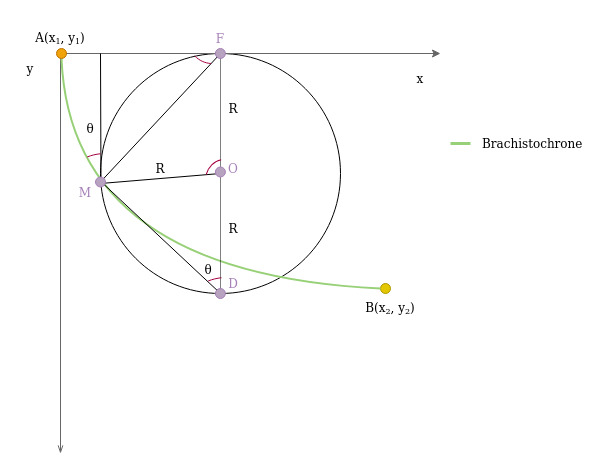 A(x₁, y₁)
F
y
x
R
θ
Brachistochrone
R
O
M
R
θ
D
B(x₂, y₂)